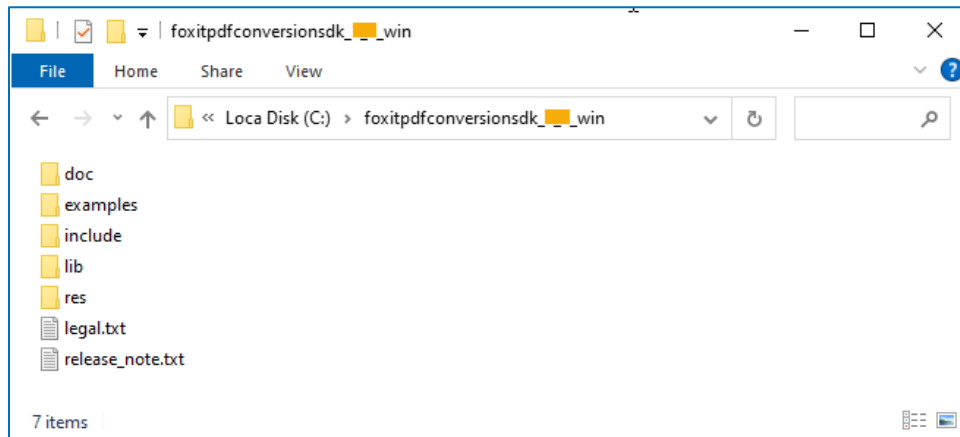 foxitpdfconversionsdk_ _ _win
File Home Share View ?
« Loca Disk (C:) › foxitpdfconversionsdk_ _ _win
doc
examples
include
lib
res
legal.txt
release_note.txt
7 items